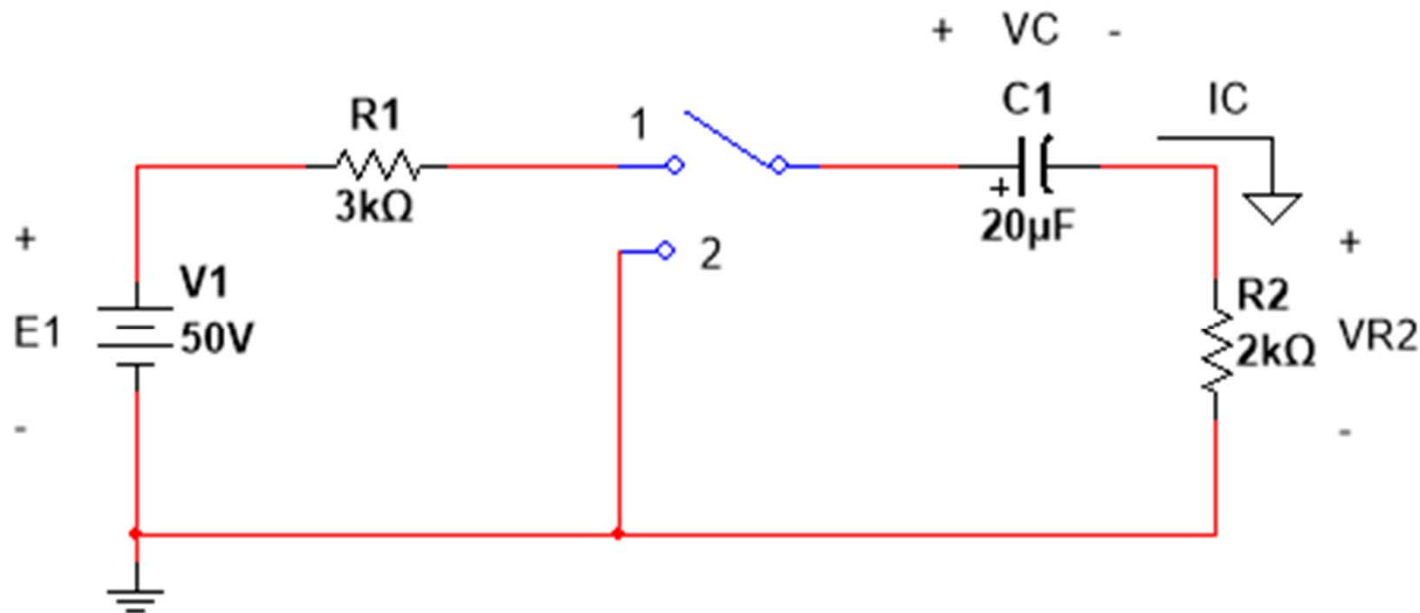 + VC -
C1
IC
R1
1
3kΩ
+
20µF
2
+
V1
E1
50V
-
+
R2
2kΩ
VR2
-